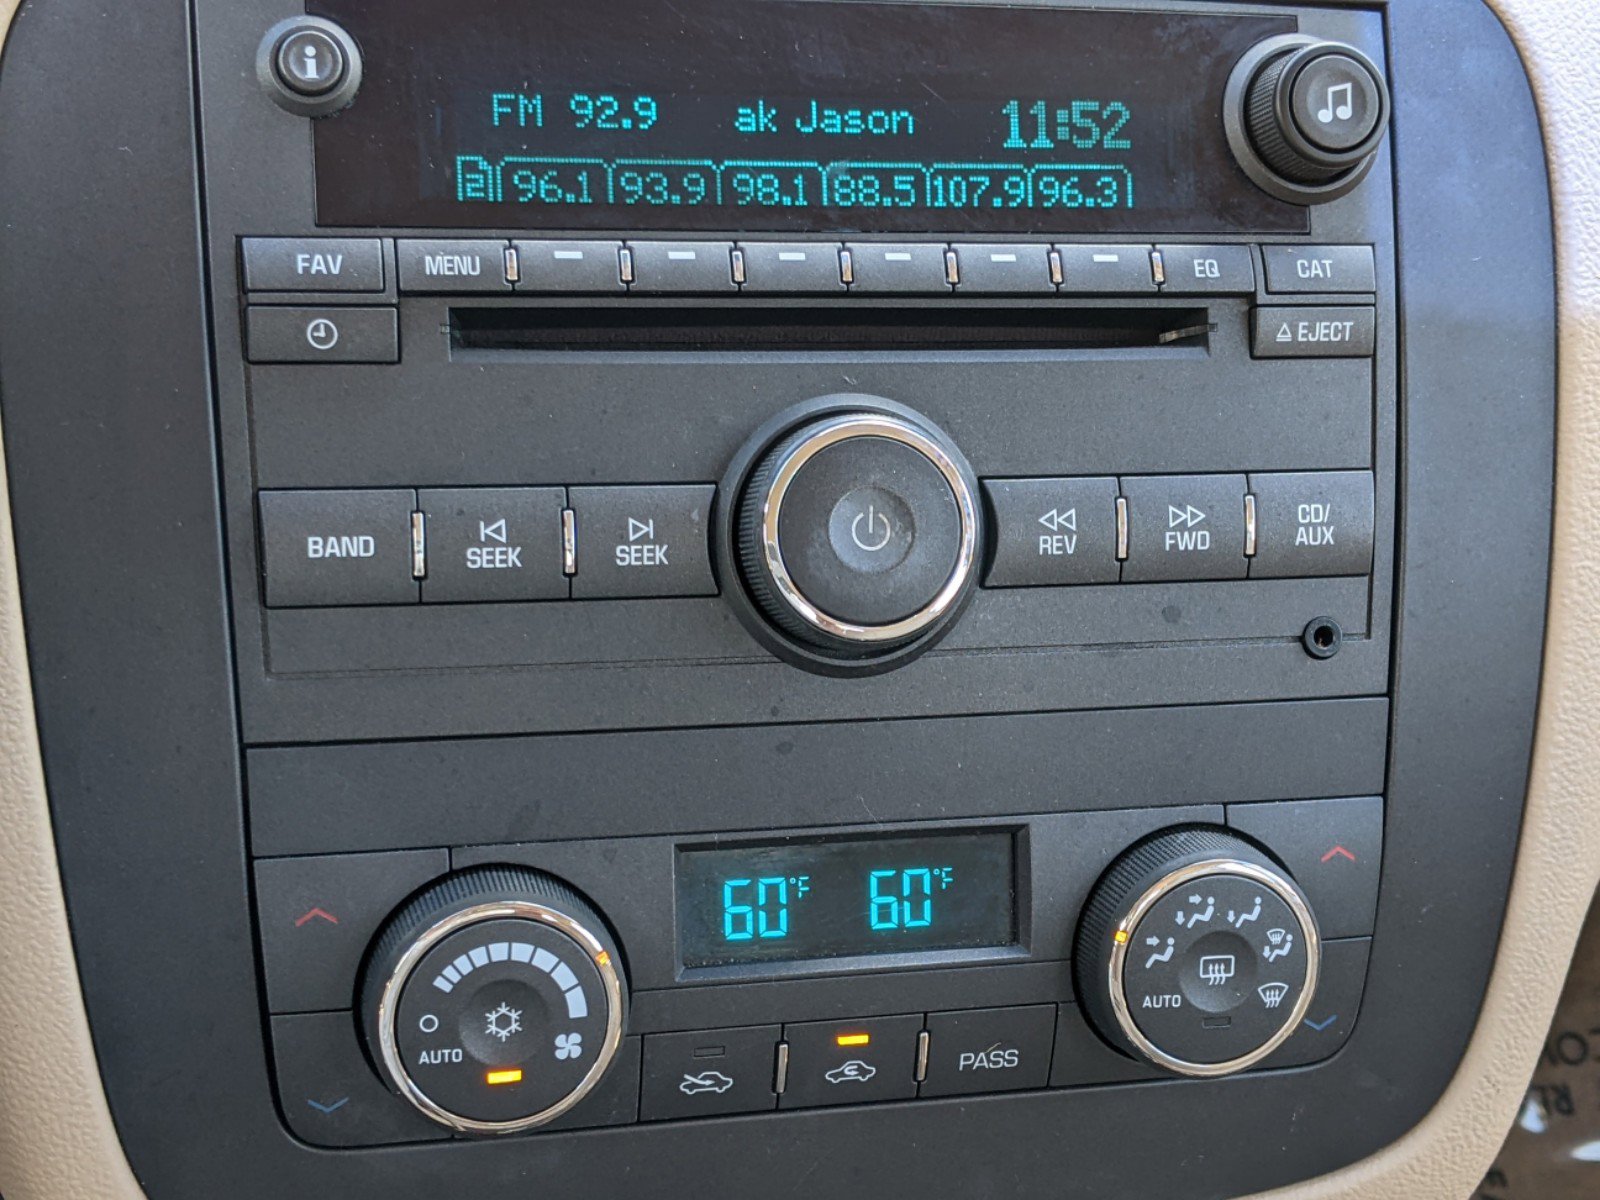 i
FM 92.9 ak Jason 11:52
2 96.1 93.9 98.1 88.5 107.9 96.3
FAV MENU EQ CAT
EJECT
BAND SEEK SEEK REV FWD CD/
AUX
60°F 60°F
AUTO
AUTO
PASS